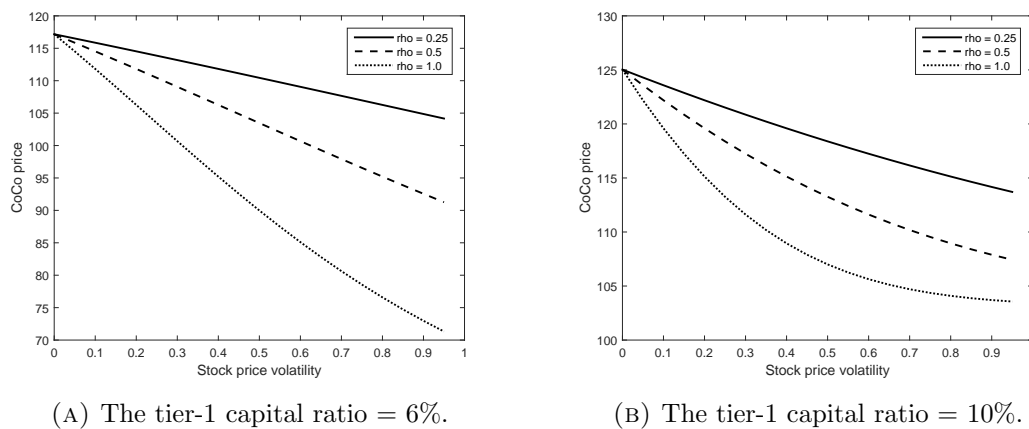 120
115
110
105
100
95
90
85
80
75
70
CoCo price
0 0.1 0.2 0.3 0.4 0.5 0.6 0.7 0.8 0.9 1
Stock price volatility
rho = 0.25
rho = 0.5
rho = 1.0
(A) The tier-1 capital ratio = 6%.
130
125
120
115
110
105
100
CoCo price
0 0.1 0.2 0.3 0.4 0.5 0.6 0.7 0.8 0.9
Stock price volatility
rho = 0.25
rho = 0.5
rho = 1.0
(B) The tier-1 capital ratio = 10%.